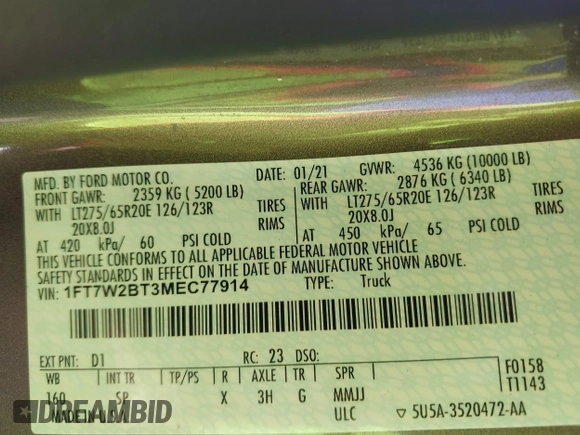 MFD. BY FORD MOTOR CO. DATE: 01/21 GVWR: 4536 KG (10000 LB)
FRONT GAWR: 2359 KG (5200 LB) REAR GAWR: 2876 KG (6340 LB)
WITH LT275/65R20E 126/123R TIRES WITH LT275/65R20E 126/123R TIRES
20X8.0J RIMS 20X8.0J RIMS
AT 420 kPa/ 60 PSI COLD AT 450 kPa/ 65 PSI COLD
THIS VEHICLE CONFORMS TO ALL APPLICABLE FEDERAL MOTOR VEHICLE
SAFETY STANDARDS IN EFFECT ON THE DATE OF MANUFACTURE SHOWN ABOVE.
VIN: 1FT7W2BT3MEC77914 TYPE: Truck
EXT PNT: D1 RC: 23 DSO:
WB INT TR TP/PS R AXLE TR SPR F0158
160 SP X 3H G MMJJ T1143
MADE IN U.S.A. ULC 5U5A-3520472-AA
DREAMBID